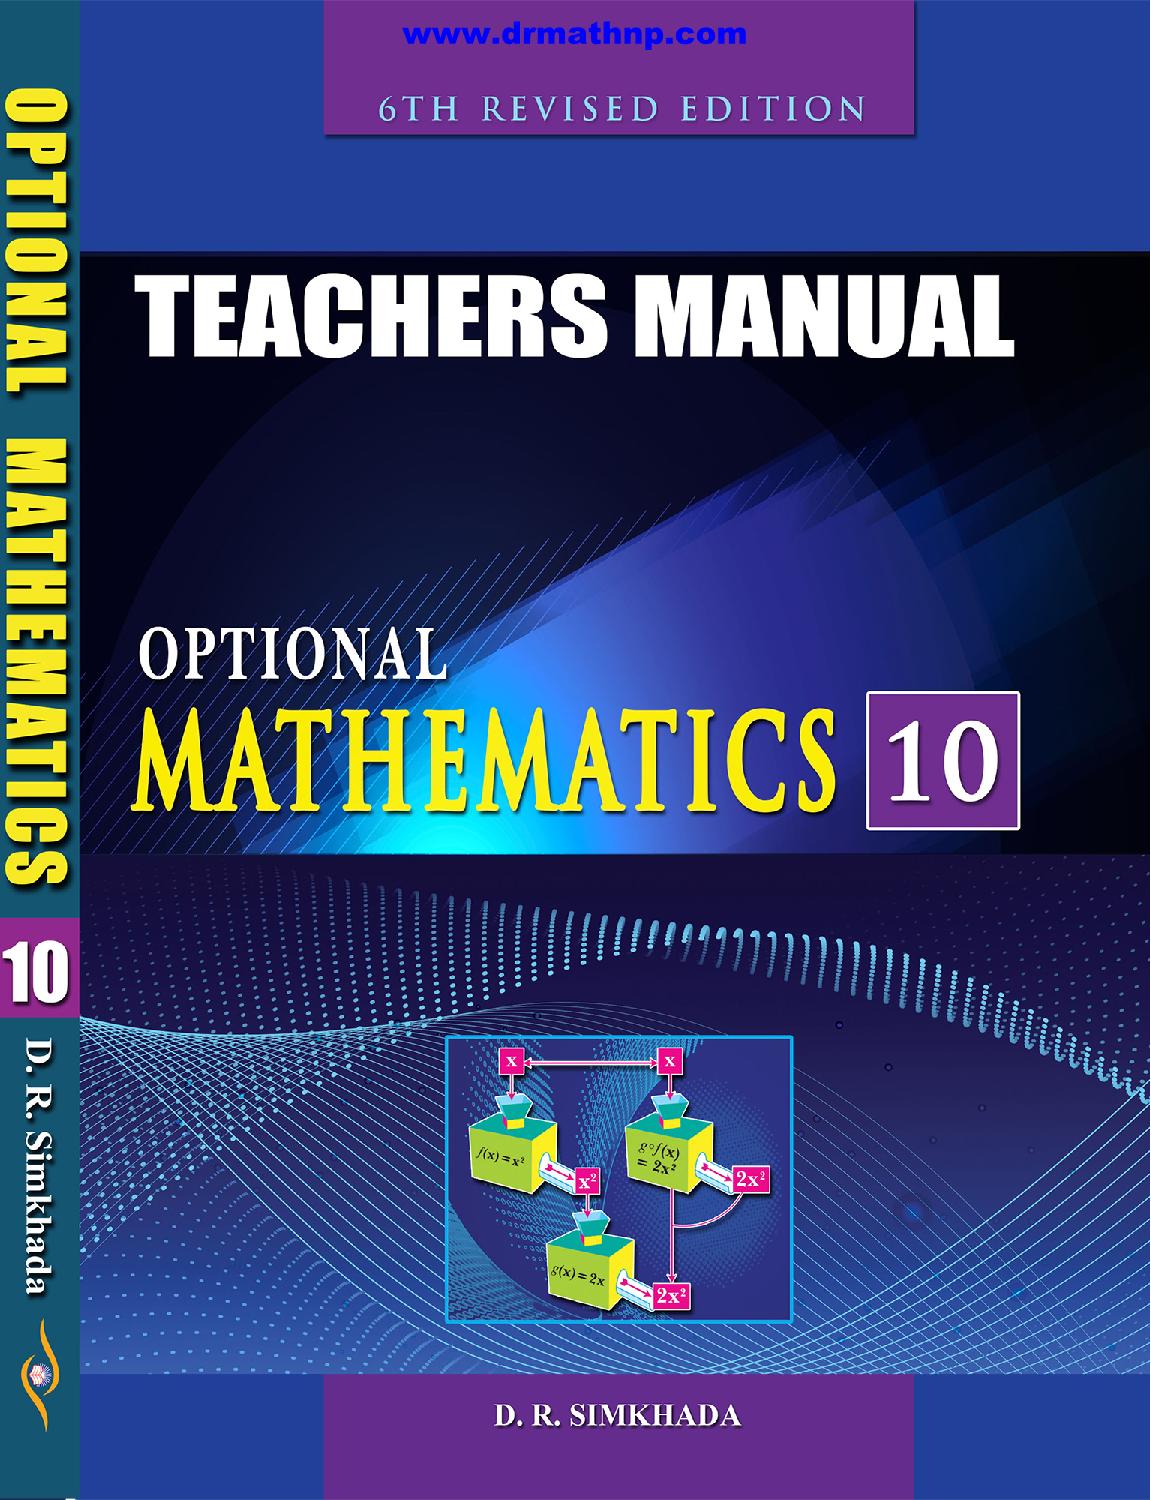 www.drmathnp.com
6TH REVISED EDITION
TEACHERS MANUAL
OPTIONAL
MATHEMATICS 10
x
x
f(x) = x²
x²
g∘f(x)
= 2x²
2x²
g(x) = 2x
2x²
D. R. SIMKHADA
OPTIONAL MATHEMATICS
10
D. R. Simkhada